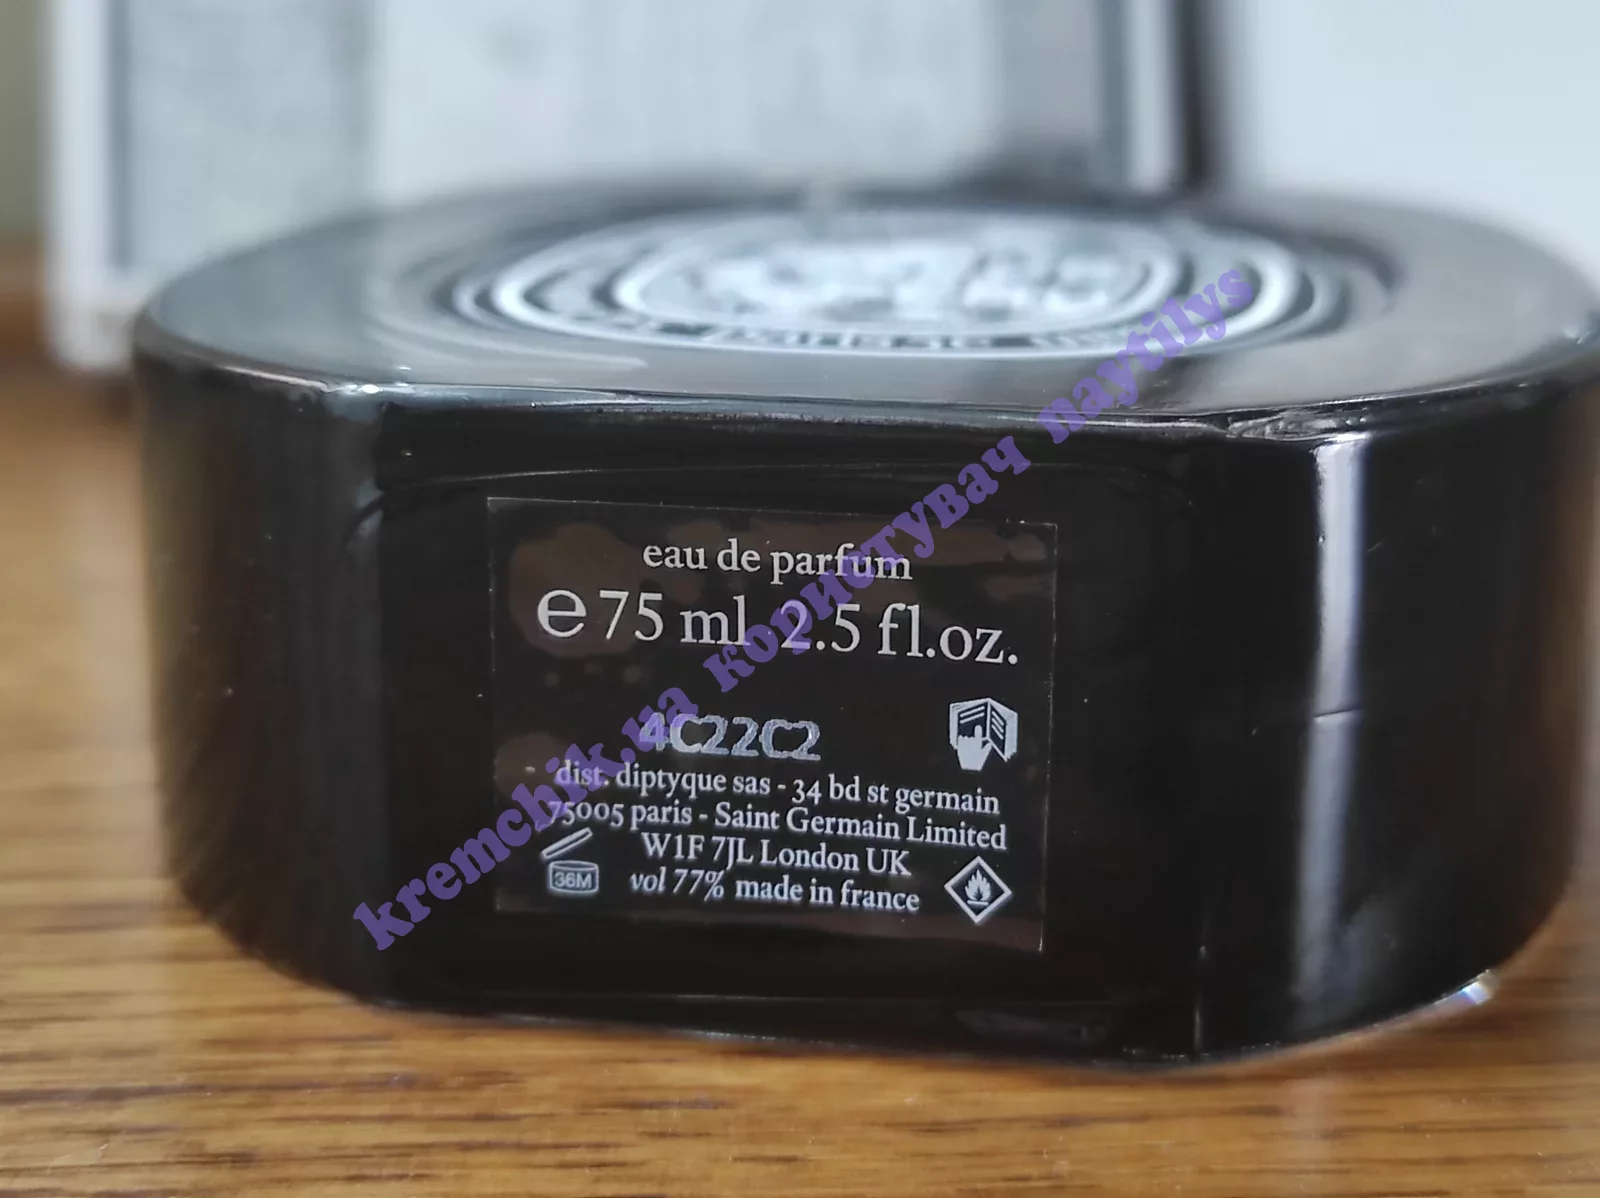 eau de parfum
e 75 ml 2.5 fl.oz.
4C22C2
dist. diptyque sas - 34 bd st germain
75005 paris - Saint Germain Limited
W1F 7JL London UK
36M
vol 77% made in france
kremchik.ua користувач naytilys